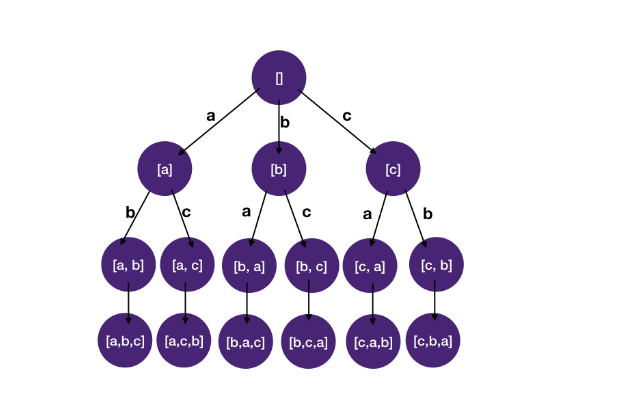 []
a
b
c
[a]
[b]
[c]
b
c
a
c
a
b
[a, b]
[a, c]
[b, a]
[b, c]
[c, a]
[c, b]
[a,b,c]
[a,c,b]
[b,a,c]
[b,c,a]
[c,a,b]
[c,b,a]